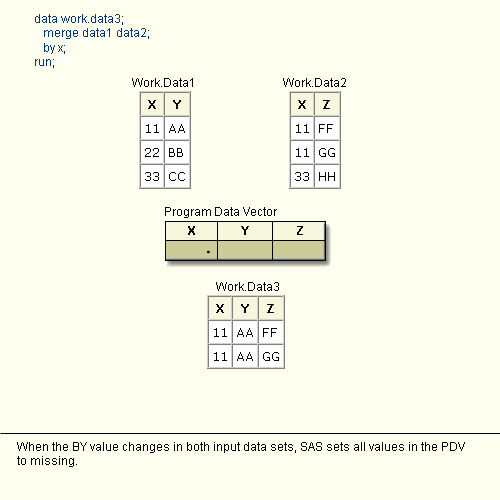 data work.data3;
merge data1 data2;
by x;
run;
Work.Data1 Work.Data2
X Y X Z
11 AA 11 FF
22 BB 11 GG
33 CC 33 HH
Program Data Vector
X Y Z
.
Work.Data3
X Y Z
11 AA FF
11 AA GG
When the BY value changes in both input data sets, SAS sets all values in the PDV
to missing.